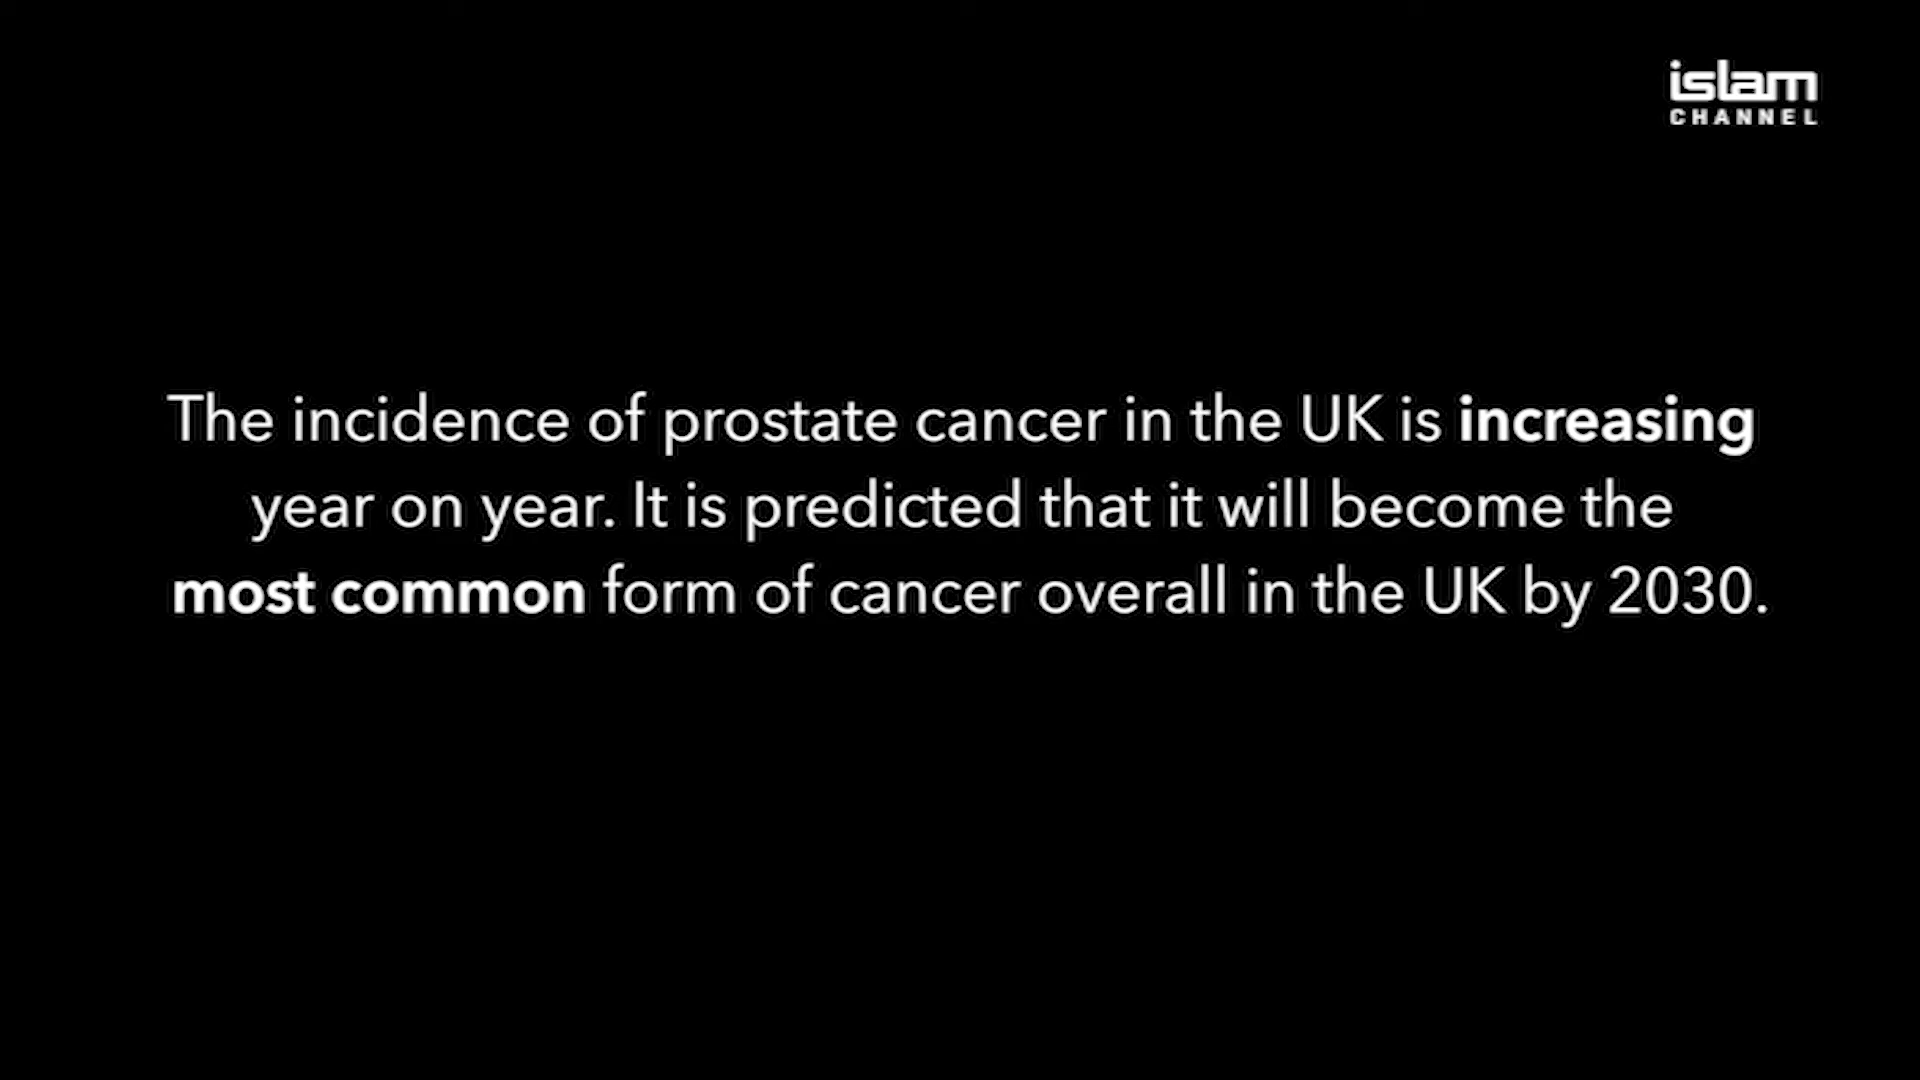 islam
CHANNEL
The incidence of prostate cancer in the UK is increasing
year on year. It is predicted that it will become the
most common form of cancer overall in the UK by 2030.